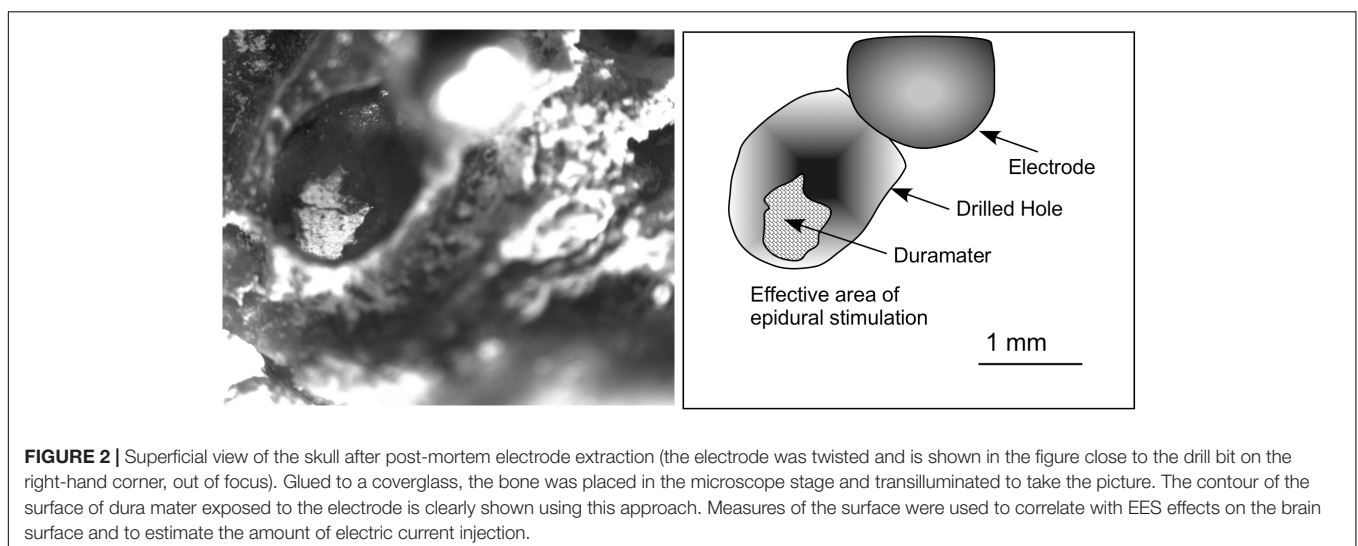 Electrode
Drilled Hole
Duramater
Effective area of
epidural stimulation
1 mm
FIGURE 2 | Superficial view of the skull after post-mortem electrode extraction (the electrode was twisted and is shown in the figure close to the drill bit on the
right-hand corner, out of focus). Glued to a coverglass, the bone was placed in the microscope stage and transilluminated to take the picture. The contour of the
surface of dura mater exposed to the electrode is clearly shown using this approach. Measures of the surface were used to correlate with EES effects on the brain
surface and to estimate the amount of electric current injection.